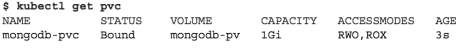 $ kubectl get pvc
NAME STATUS VOLUME CAPACITY ACCESSMODES AGE
mongodb-pvc Bound mongodb-pv 1Gi RWO,ROX 3s